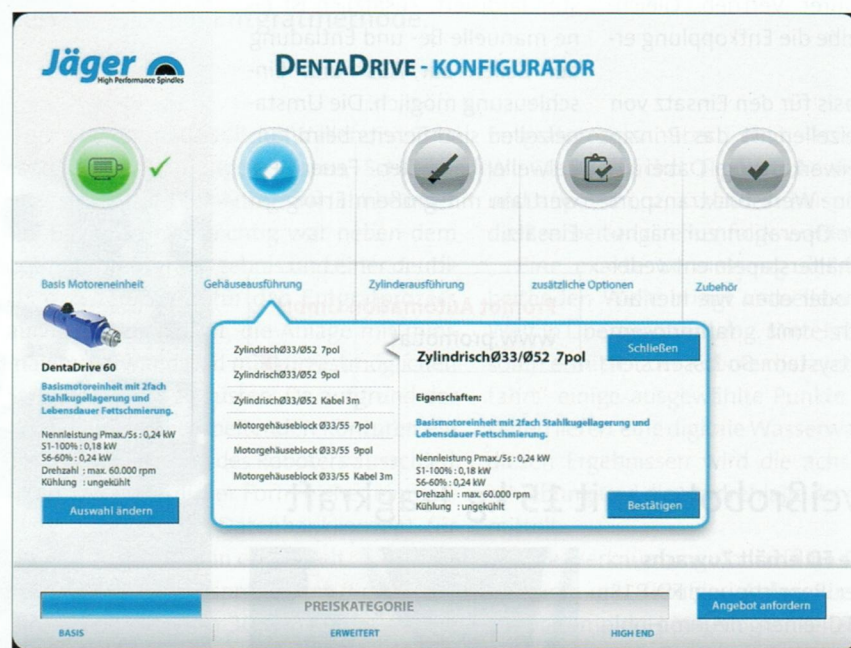 Jäger
High Performance Spindles
DENTADRIVE - KONFIGURATOR
Basis Motoreneinheit
Gehäuseausführung
Zylinderausführung
zusätzliche Optionen
Zubehör
DentaDrive 60
Basismotoreneinheit mit 2fach
Stahlkugellagerung und
Lebensdauer Fettschmierung.
Nennleistung Pmax./5s : 0,24 kW
S1-100% : 0,18 kW
S6-60% : 0,24 kW
Drehzahl : max. 60.000 rpm
Kühlung : ungekühlt
Auswahl ändern
ZylindrischØ33/Ø52 7pol
ZylindrischØ33/Ø52 9pol
ZylindrischØ33/Ø52 Kabel 3m
Motorgehäuseblock Ø33/55 7pol
Motorgehäuseblock Ø33/55 9pol
Motorgehäuseblock Ø33/55 Kabel 3m
ZylindrischØ33/Ø52 7pol
Schließen
Eigenschaften:
Basismotoreneinheit mit 2fach Stahlkugellagerung und
Lebensdauer Fettschmierung.
Nennleistung Pmax./5s : 0,24 kW
S1-100% : 0,18 kW
S6-60% : 0,24 kW
Drehzahl : max. 60.000 rpm
Kühlung : ungekühlt
Bestätigen
PREISKATEGORIE
Angebot anfordern
BASIS
ERWEITERT
HIGH END